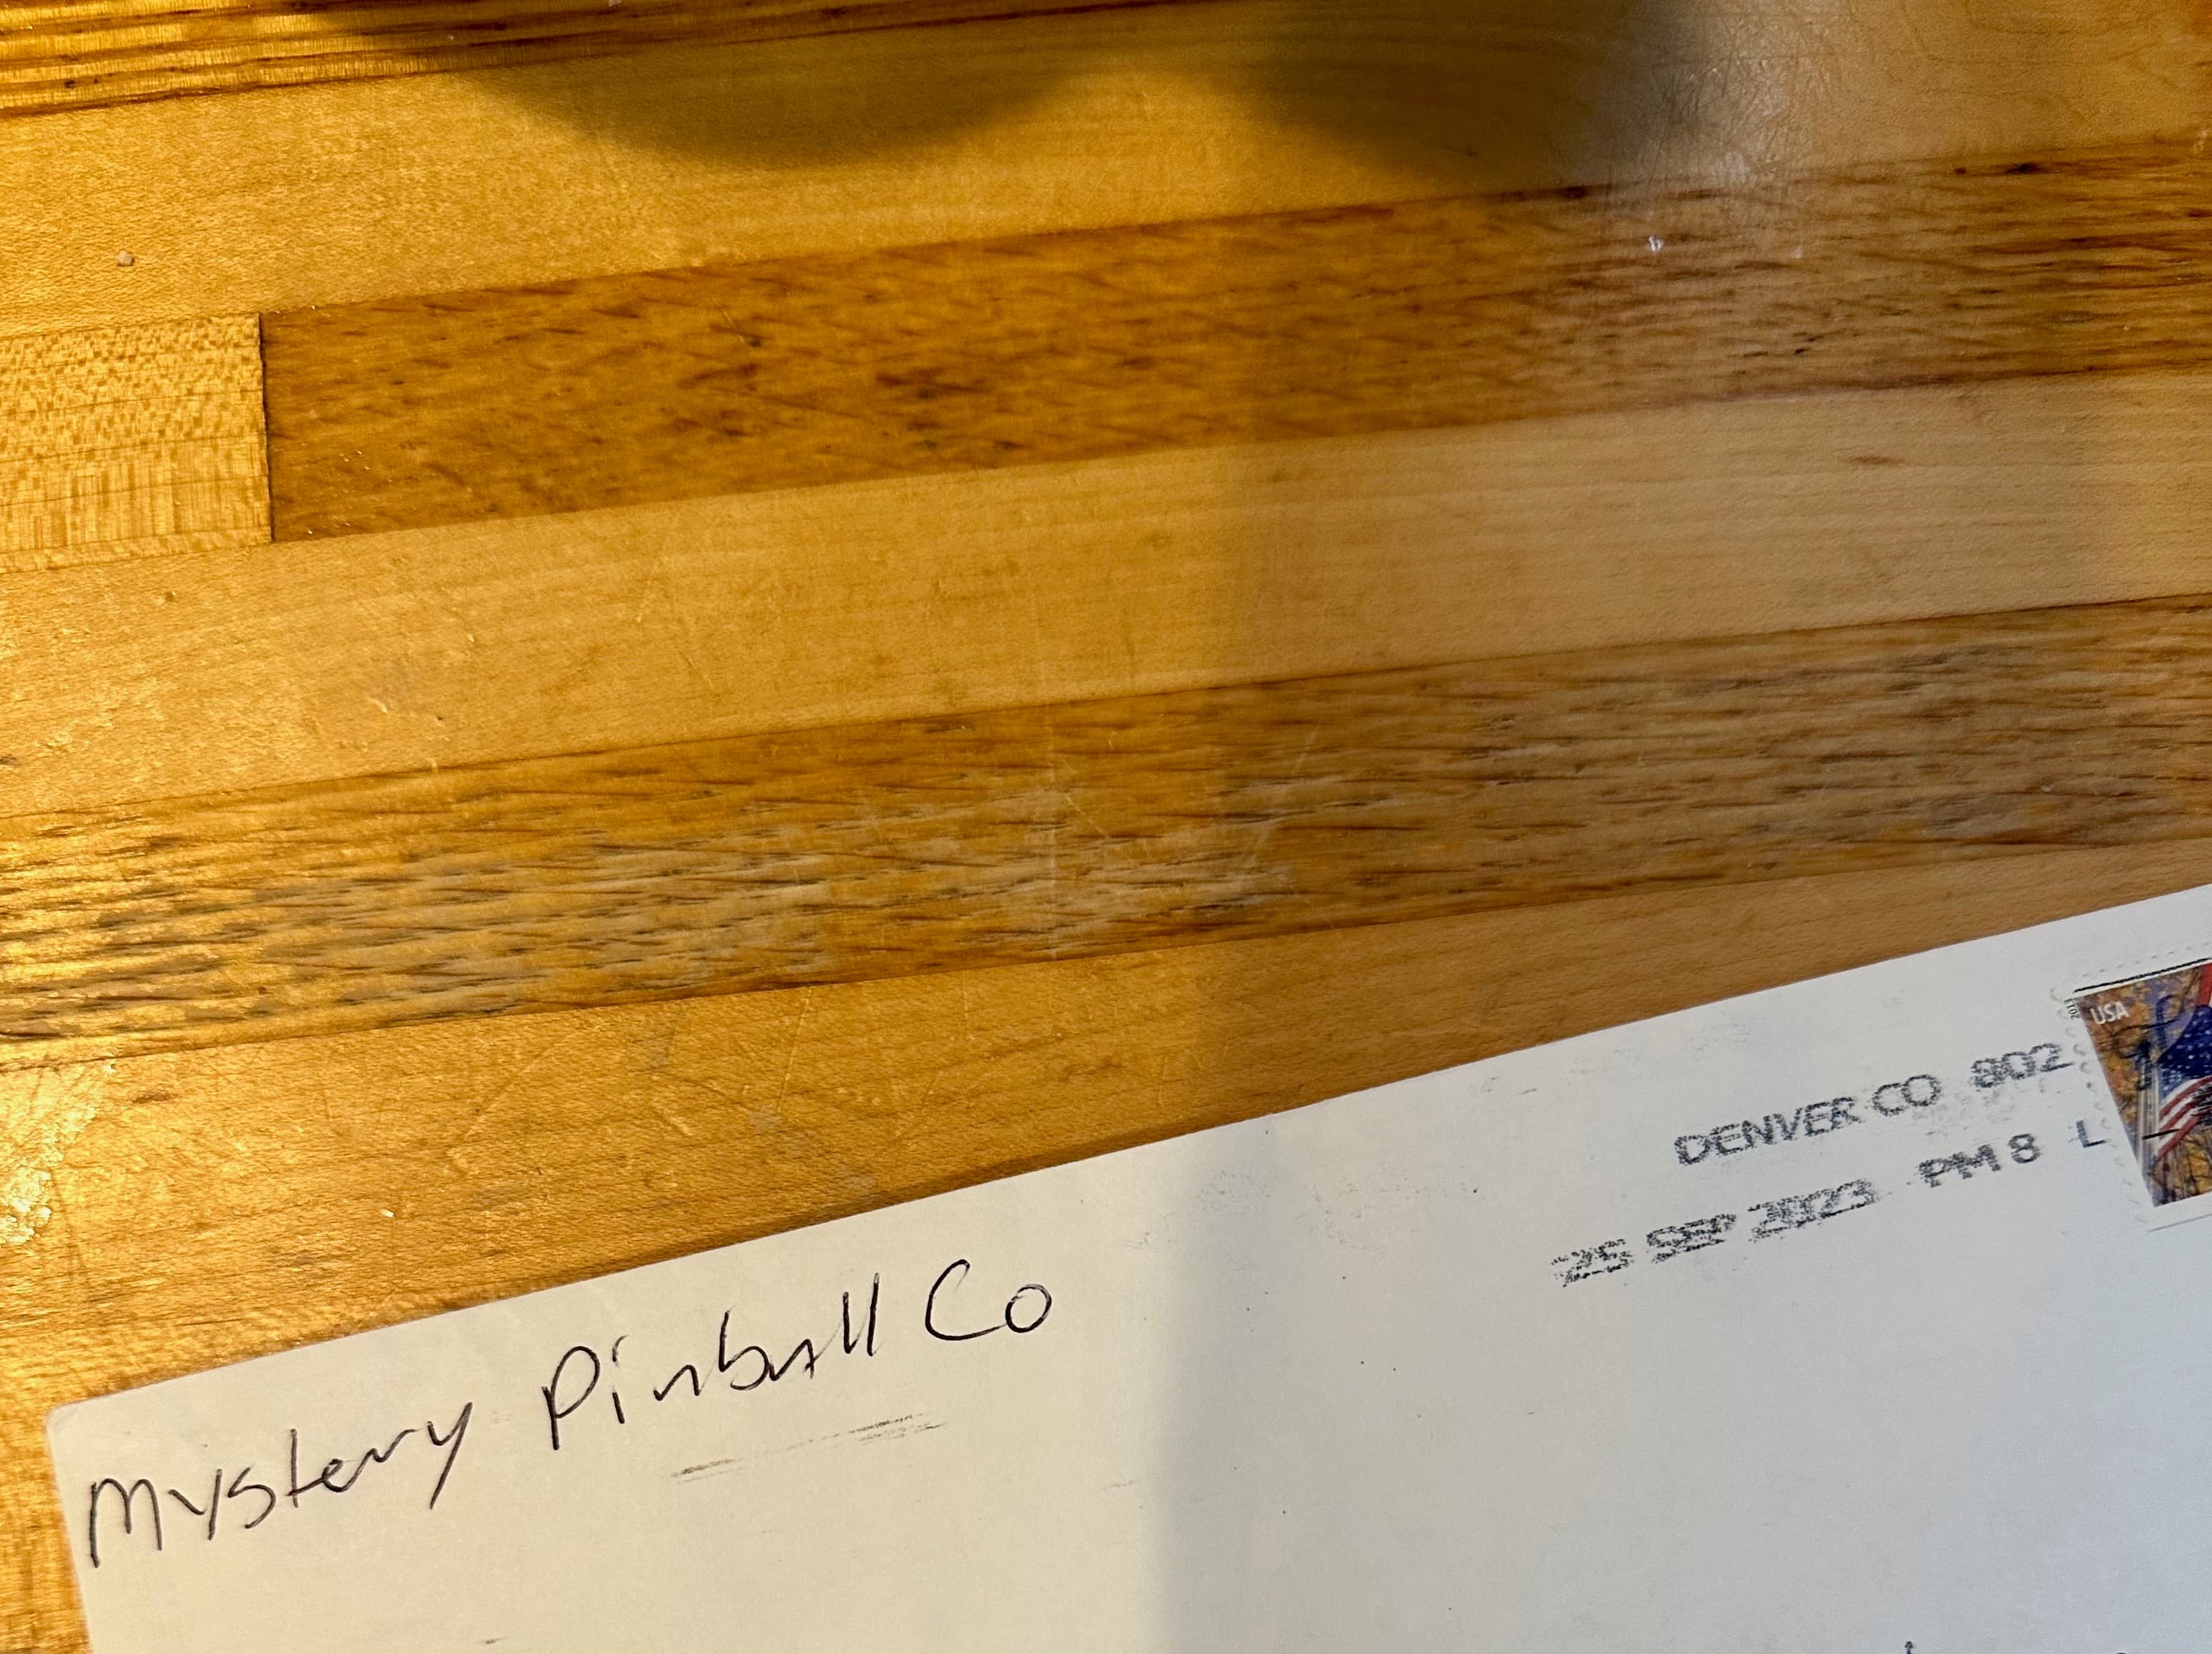 USA
DENVER CO 802
25 SEP 2023 PM 8 L
Mystery Pinball Co